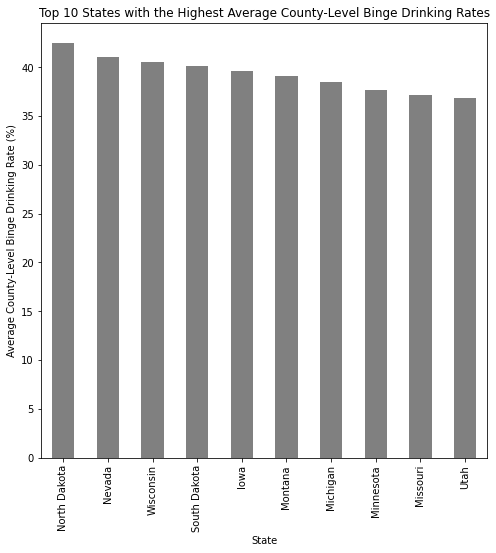 Top 10 States with the Highest Average County-Level Binge Drinking Rates
Average County-Level Binge Drinking Rate (%)
40
35
30
25
20
15
10
5
0
North Dakota
Nevada
Wisconsin
South Dakota
Iowa
Montana
Michigan
Minnesota
Missouri
Utah
State